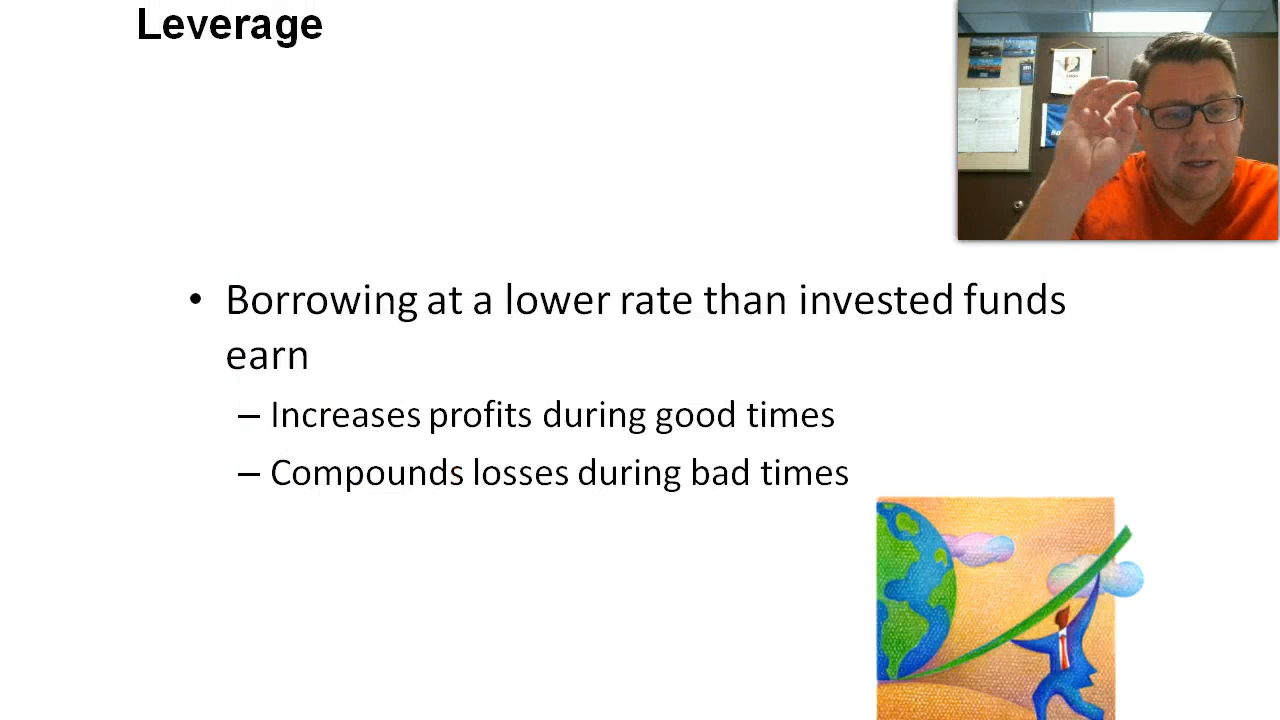 Leverage
• Borrowing at a lower rate than invested funds
earn
– Increases profits during good times
– Compounds losses during bad times